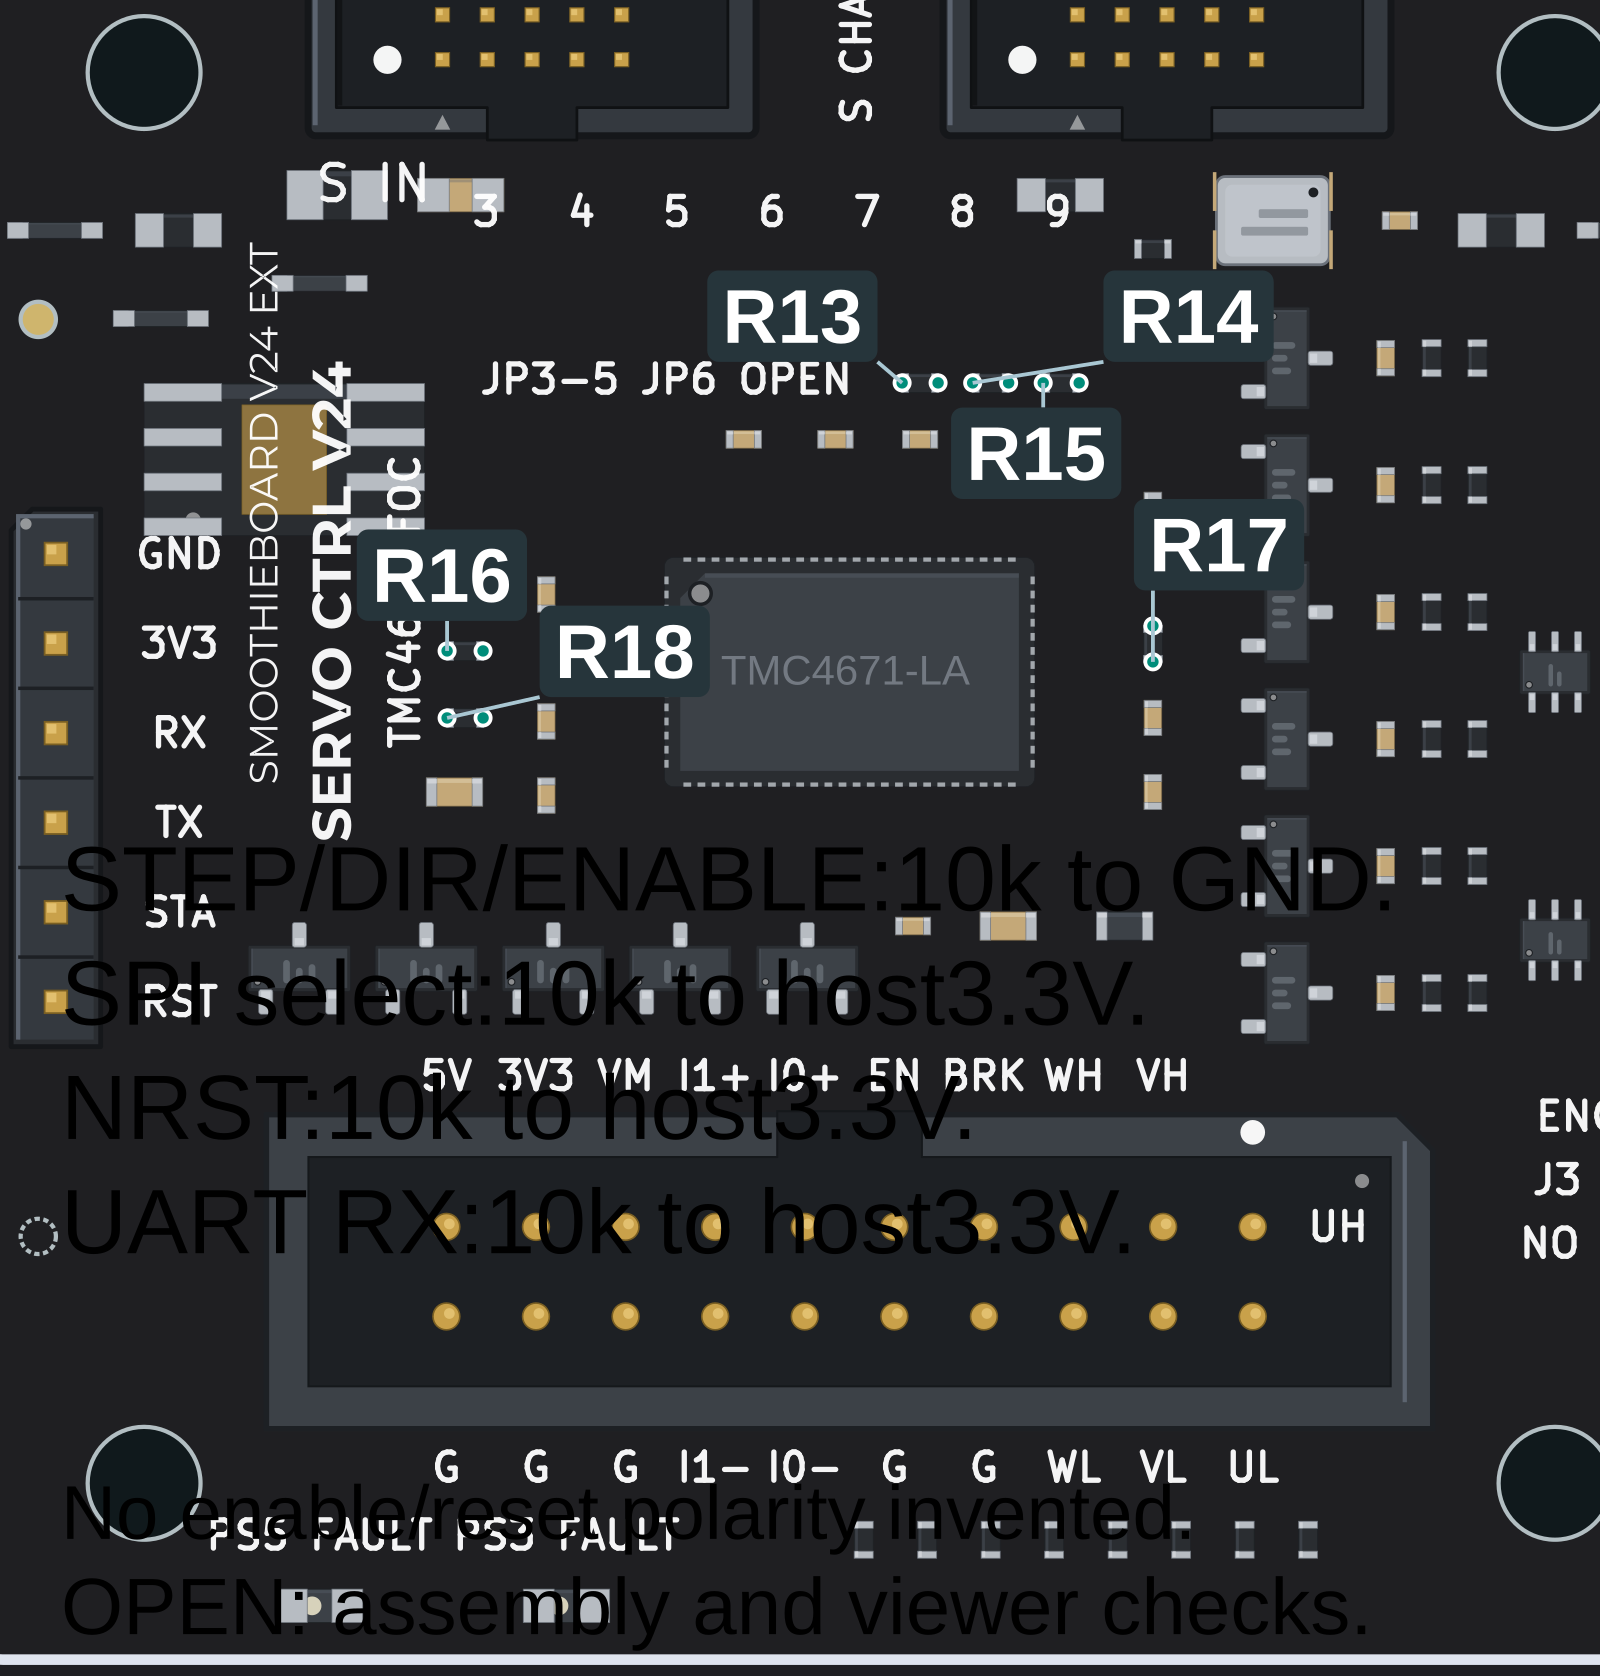 S CHA
S IN
3 4 5 6 7 8 9
R13
R14
JP3-5 JP6 OPEN
R15
SMOOTHIEBOARD V24 EXT
SERVO CTRL V24
R17
GND
R16
3V3
R18
TMC4671-LA
RX
TX
STEP/DIR/ENABLE:10k to GND.
STA
SPI select:10k to host3.3V.
RST
5V 3V3 VM I1+ I0+ EN BRK WH VH
NRST:10k to host3.3V.
J3
UART RX:10k to host3.3V.
UH
NO
G G G I1- I0- G G WL VL UL
No enable/reset polarity invented.
PS5 FAULT PS3 FAULT
OPEN: assembly and viewer checks.